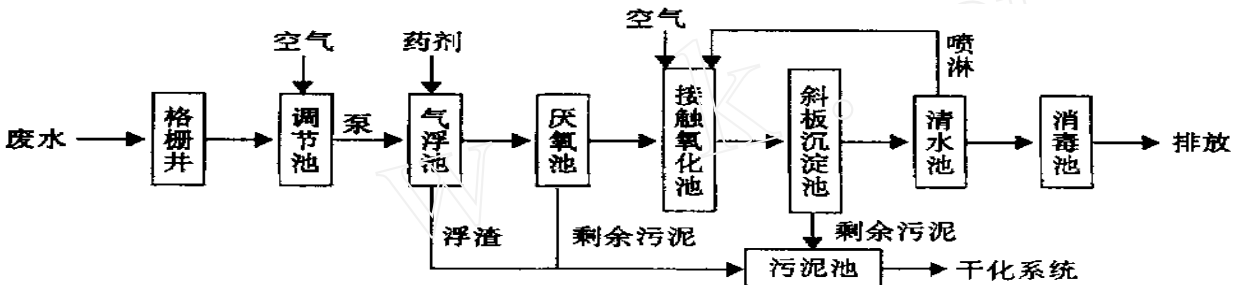 空气
药剂
空气
喷淋
废水
格栅井
调节池
泵
气浮池
厌氧池
接触氧化池
斜板沉淀池
清水池
消毒池
排放
浮渣
剩余污泥
剩余污泥
污泥池
干化系统